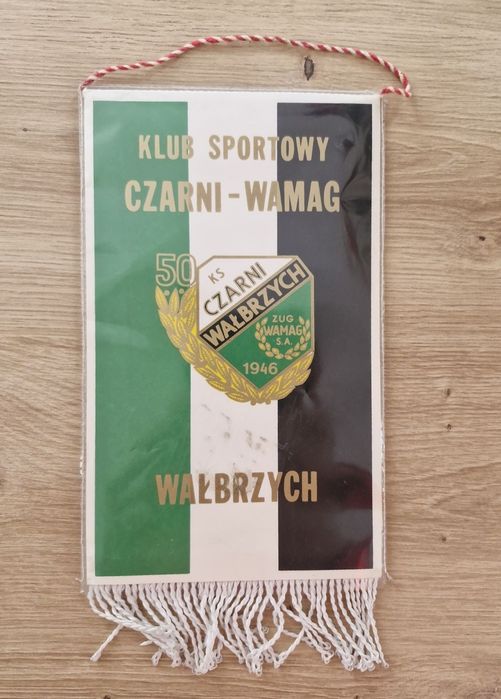 KLUB SPORTOWY
CZARNI-WAMAG
50
KS
CZARNI
WAŁBRZYCH
ZUG
WAMAG
S.A.
1946
WAŁBRZYCH